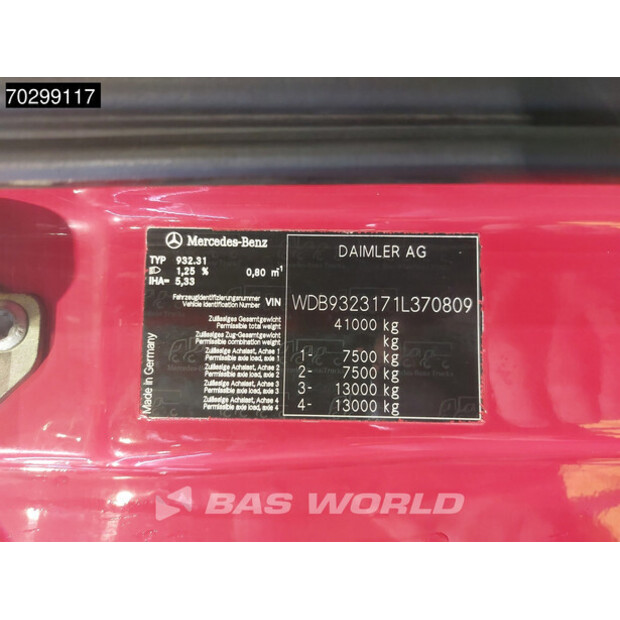 70299117
Mercedes-Benz
DAIMLER AG
TYP 932.31
1,25 % 0,80 m⁻¹
IHA= 5,33
Fahrzeugidentifizierungsnummer
Vehicle Identification Number VIN WDB9323171L370809
Zulässiges Gesamtgewicht
Permissible total weight 41000 kg
Zulässiges Zug-Gesamtgewicht
Permissible combination weight kg
Zulässige Achslast, Achse 1
Permissible axle load, axle 1 1- 7500 kg
Zulässige Achslast, Achse 2
Permissible axle load, axle 2 2- 7500 kg
Zulässige Achslast, Achse 3
Permissible axle load, axle 3 3- 13000 kg
Zulässige Achslast, Achse 4
Permissible axle load, axle 4 4- 13000 kg
Made in Germany
BAS WORLD